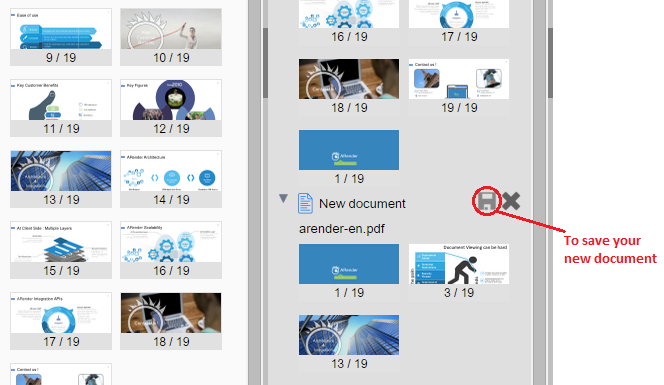 Ease of use
9 / 19
10 / 19
Key Customer Benefits
Key Figures
11 / 19
12 / 19
ARender Architecture
13 / 19
14 / 19
At Client Side : Multiple Layers
ARender Scalability
15 / 19
16 / 19
ARender Integration APIs
17 / 19
18 / 19
Contact us !
16 / 19
17 / 19
Contact us !
18 / 19
19 / 19
ARender
1 / 19
New document
arender-en.pdf
ARender
Document Viewing can be hard
1 / 19
3 / 19
13 / 19
To save your
new document